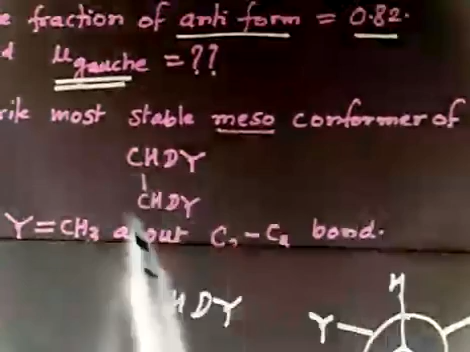 e fraction of anti form = 0.82.
d μgauche = ??
rile most stable meso conformer of
CHDY
CHDY
Y = CH3 about C1-C2 bond.
HDY
H
Y